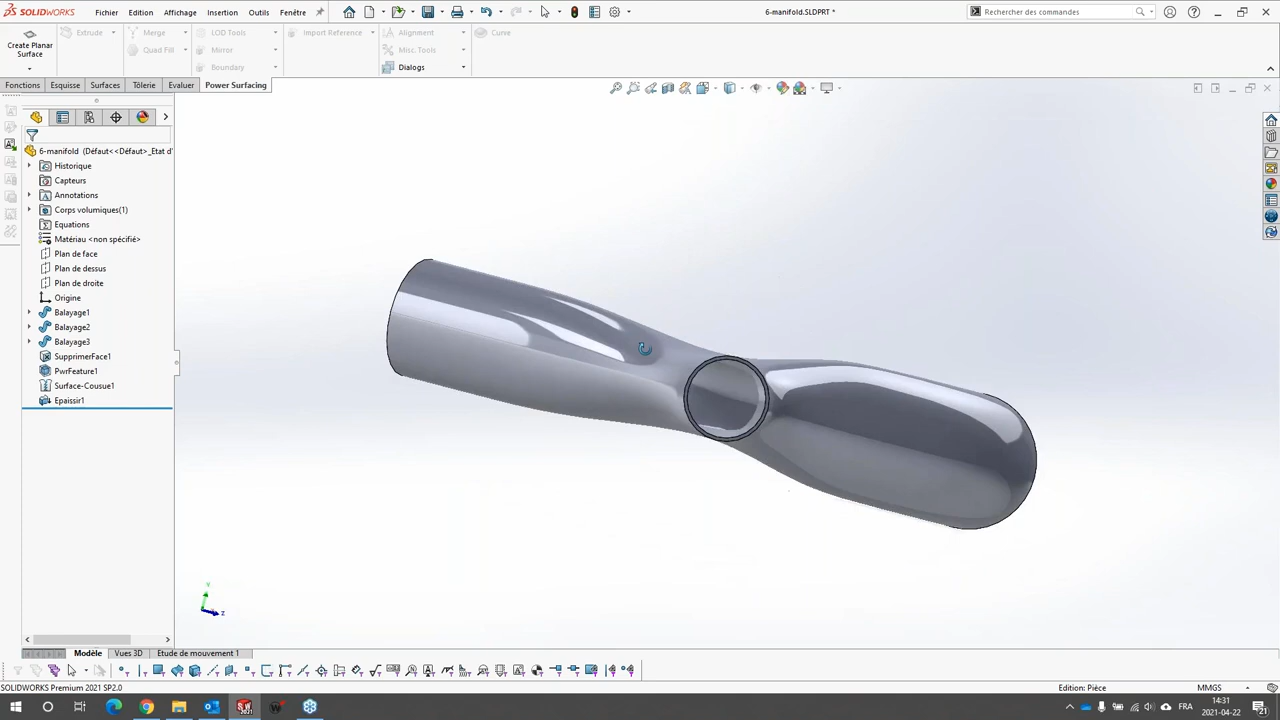 SOLIDWORKS
Fichier Edition Affichage Insertion Outils Fenêtre
6-manifold.SLDPRT *
Rechercher des commandes
Create Planar
Surface
Extrude
Merge
Quad Fill
LOD Tools
Mirror
Boundary
Import Reference
Alignment
Misc. Tools
Dialogs
Curve
Fonctions Esquisse Surfaces Tôlerie Evaluer Power Surfacing
6-manifold (Défaut<<Défaut>_Etat d'
Historique
Capteurs
Annotations
Corps volumiques(1)
Equations
Matériau <non spécifié>
Plan de face
Plan de dessus
Plan de droite
Origine
Balayage1
Balayage2
Balayage3
SupprimerFace1
PwrFeature1
Surface-Cousue1
Epaissir1
Y
Z
Modèle Vues 3D Etude de mouvement 1
SOLIDWORKS Premium 2021 SP2.0
Edition: Pièce
MMGS
FRA
14:31
2021-04-22
21